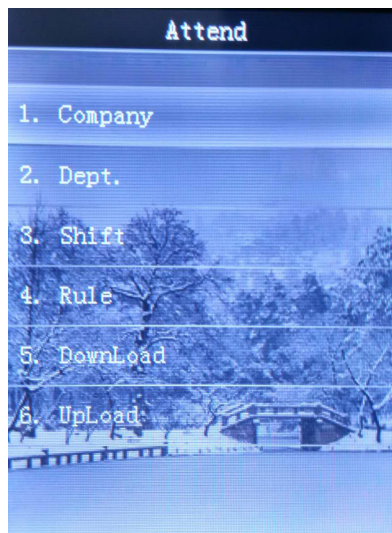 Attend
1. Company
2. Dept.
3. Shift
4. Rule
5. DownLoad
6. UpLoad